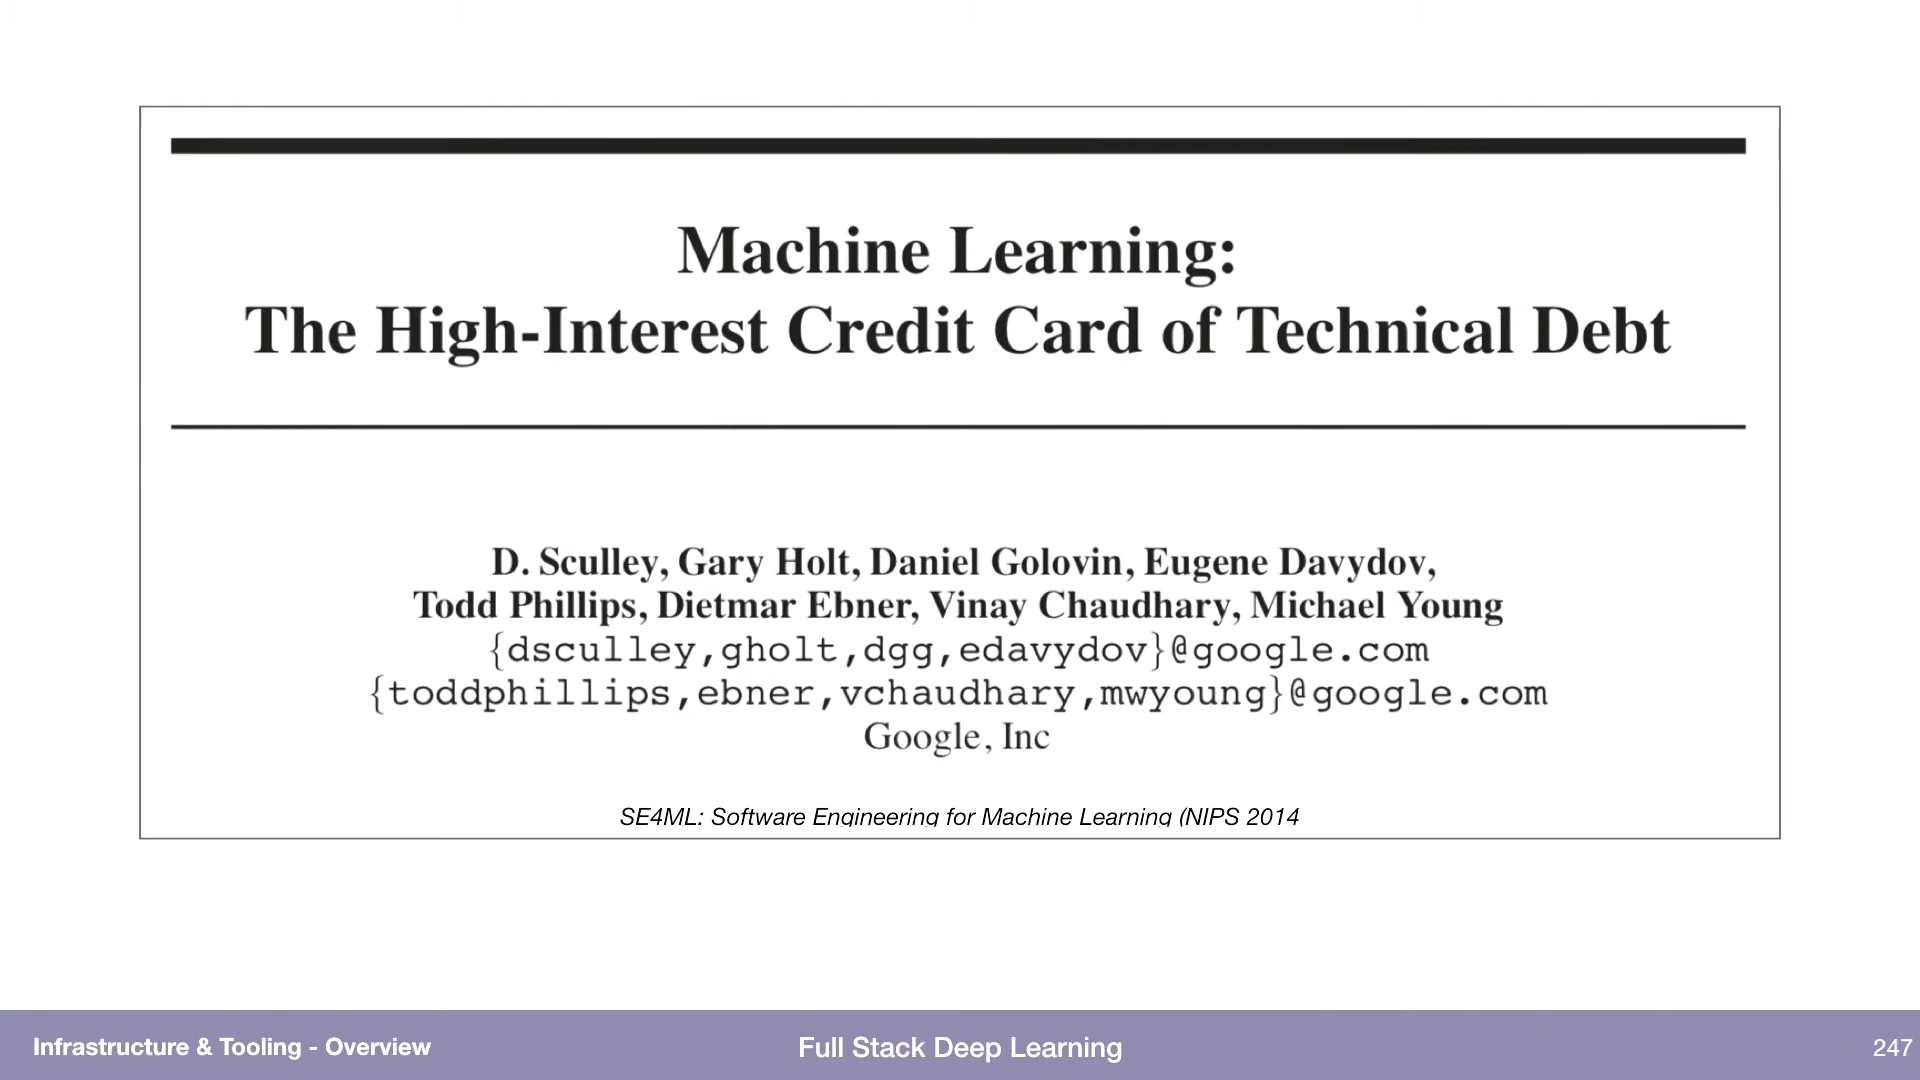 Machine Learning:
The High-Interest Credit Card of Technical Debt
D. Sculley, Gary Holt, Daniel Golovin, Eugene Davydov,
Todd Phillips, Dietmar Ebner, Vinay Chaudhary, Michael Young
{dsculley,gholt,dgg,edavydov}@google.com
{toddphillips,ebner,vchaudhary,mwyoung}@google.com
Google, Inc
SE4ML: Software Engineering for Machine Learning (NIPS 2014
Infrastructure & Tooling - Overview
Full Stack Deep Learning
247